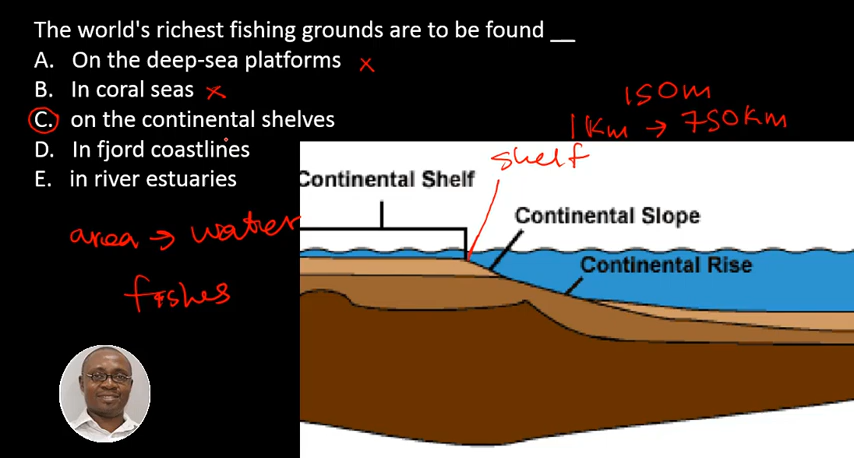 The world's richest fishing grounds are to be found __
A. On the deep-sea platforms x
B. In coral seas x
C. on the continental shelves
D. In fjord coastlines
E. in river estuaries
150m
1km → 750km
shelf
area → water
fishes
Continental Shelf
Continental Slope
Continental Rise